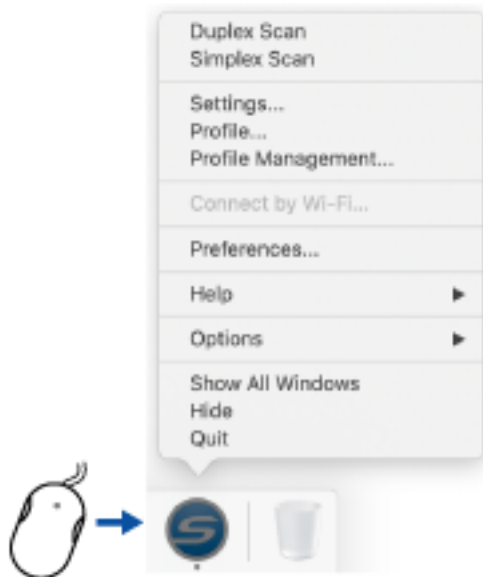 Duplex Scan
Simplex Scan
Settings...
Profile...
Profile Management...
Connect by Wi-Fi...
Preferences...
Help
Options
Show All Windows
Hide
Quit